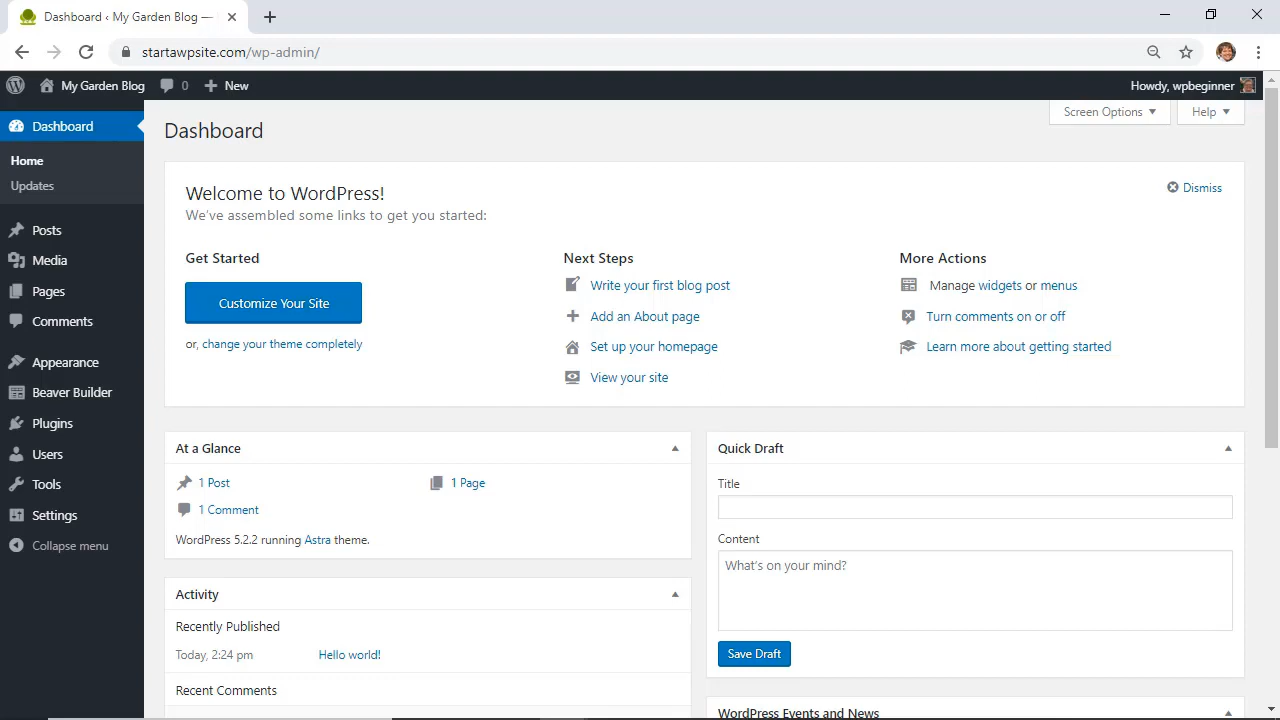 Dashboard ‹ My Garden Blog —
startawpsite.com/wp-admin/
My Garden Blog
0
New
Howdy, wpbeginner
Dashboard
Home
Updates
Posts
Media
Pages
Comments
Appearance
Beaver Builder
Plugins
Users
Tools
Settings
Collapse menu
Screen Options
Help
Dashboard
Welcome to WordPress!
We've assembled some links to get you started:
Dismiss
Get Started
Customize Your Site
or, change your theme completely
Next Steps
Write your first blog post
Add an About page
Set up your homepage
View your site
More Actions
Manage widgets or menus
Turn comments on or off
Learn more about getting started
At a Glance
1 Post
1 Page
1 Comment
WordPress 5.2.2 running Astra theme.
Activity
Recently Published
Today, 2:24 pm Hello world!
Recent Comments
Quick Draft
Title
Content
What's on your mind?
Save Draft
WordPress Events and News